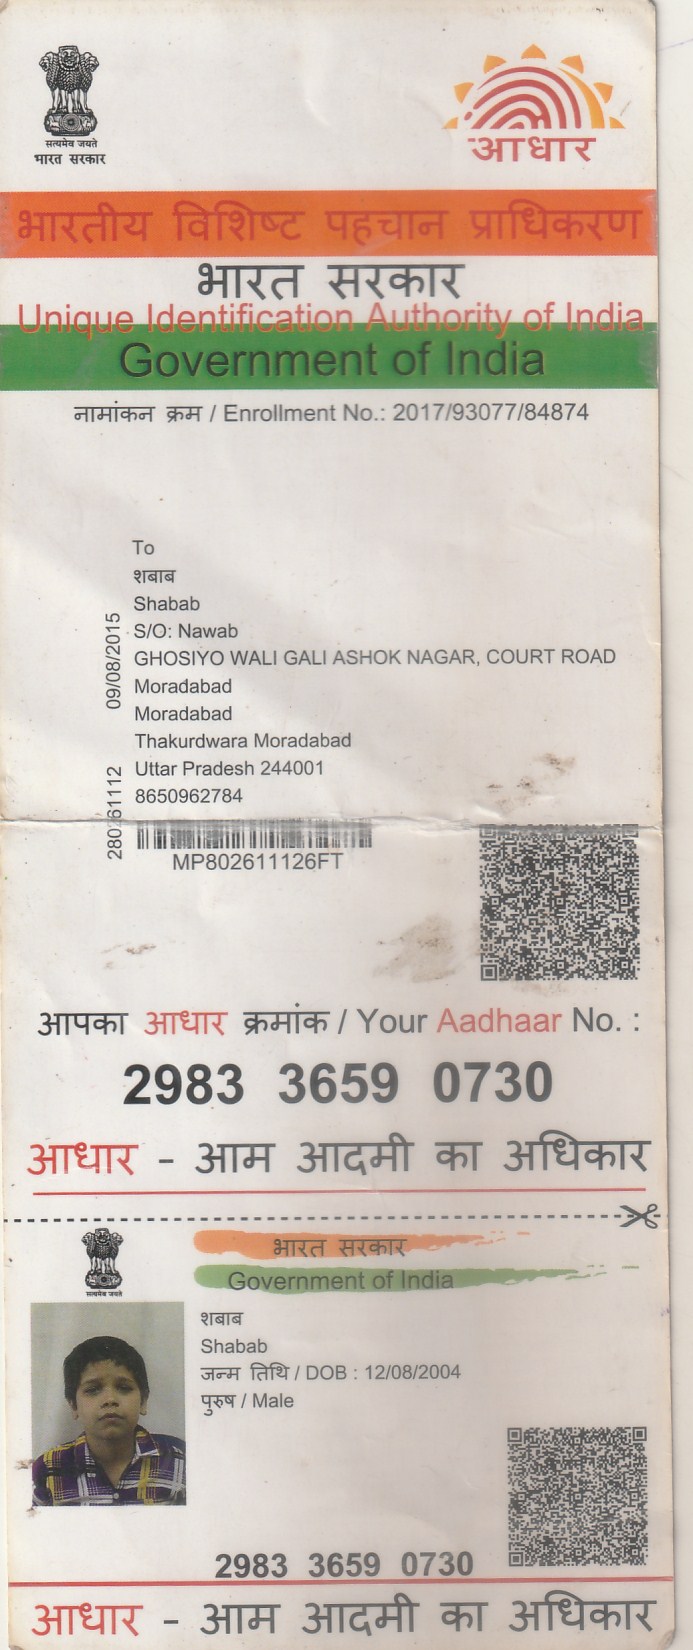 सत्यमेव जयते
भारत सरकार
आधार
भारतीय विशिष्ट पहचान प्राधिकरण
भारत सरकार
Unique Identification Authority of India
Government of India
नामांकन क्रम / Enrollment No.: 2017/93077/84874
To
शबाब
Shabab
S/O: Nawab
GHOSIYO WALI GALI ASHOK NAGAR, COURT ROAD
Moradabad
Moradabad
Thakurdwara Moradabad
Uttar Pradesh 244001
8650962784
09/08/2015
280261112
MP802611126FT
आपका आधार क्रमांक / Your Aadhaar No. :
2983 3659 0730
आधार - आम आदमी का अधिकार
सत्यमेव जयते
भारत सरकार
Government of India
शबाब
Shabab
जन्म तिथि / DOB : 12/08/2004
पुरुष / Male
2983 3659 0730
आधार - आम आदमी का अधिकार